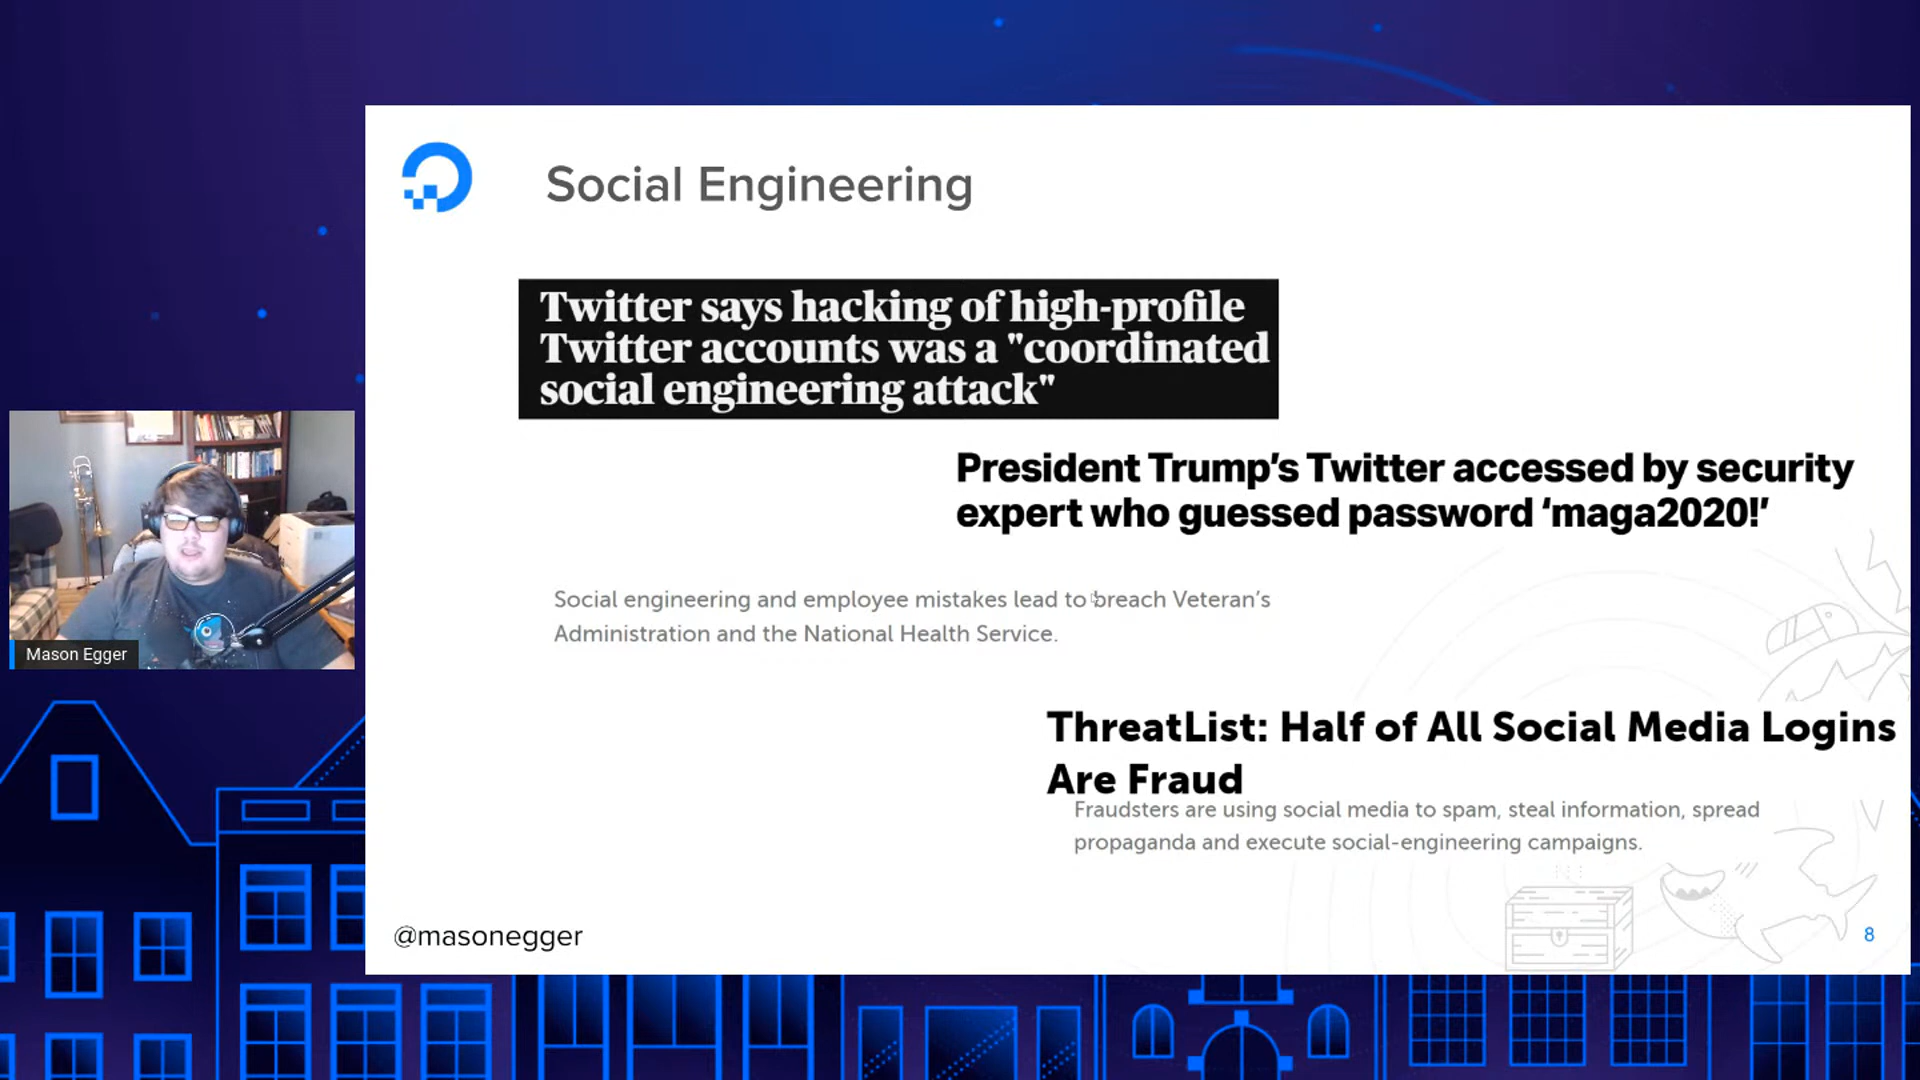 Social Engineering
Twitter says hacking of high-profile
Twitter accounts was a "coordinated
social engineering attack"
President Trump's Twitter accessed by security
expert who guessed password ‘maga2020!’
Social engineering and employee mistakes lead to breach Veteran's
Administration and the National Health Service.
ThreatList: Half of All Social Media Logins
Are Fraud
Fraudsters are using social media to spam, steal information, spread
propaganda and execute social-engineering campaigns.
Mason Egger
@masonegger
8